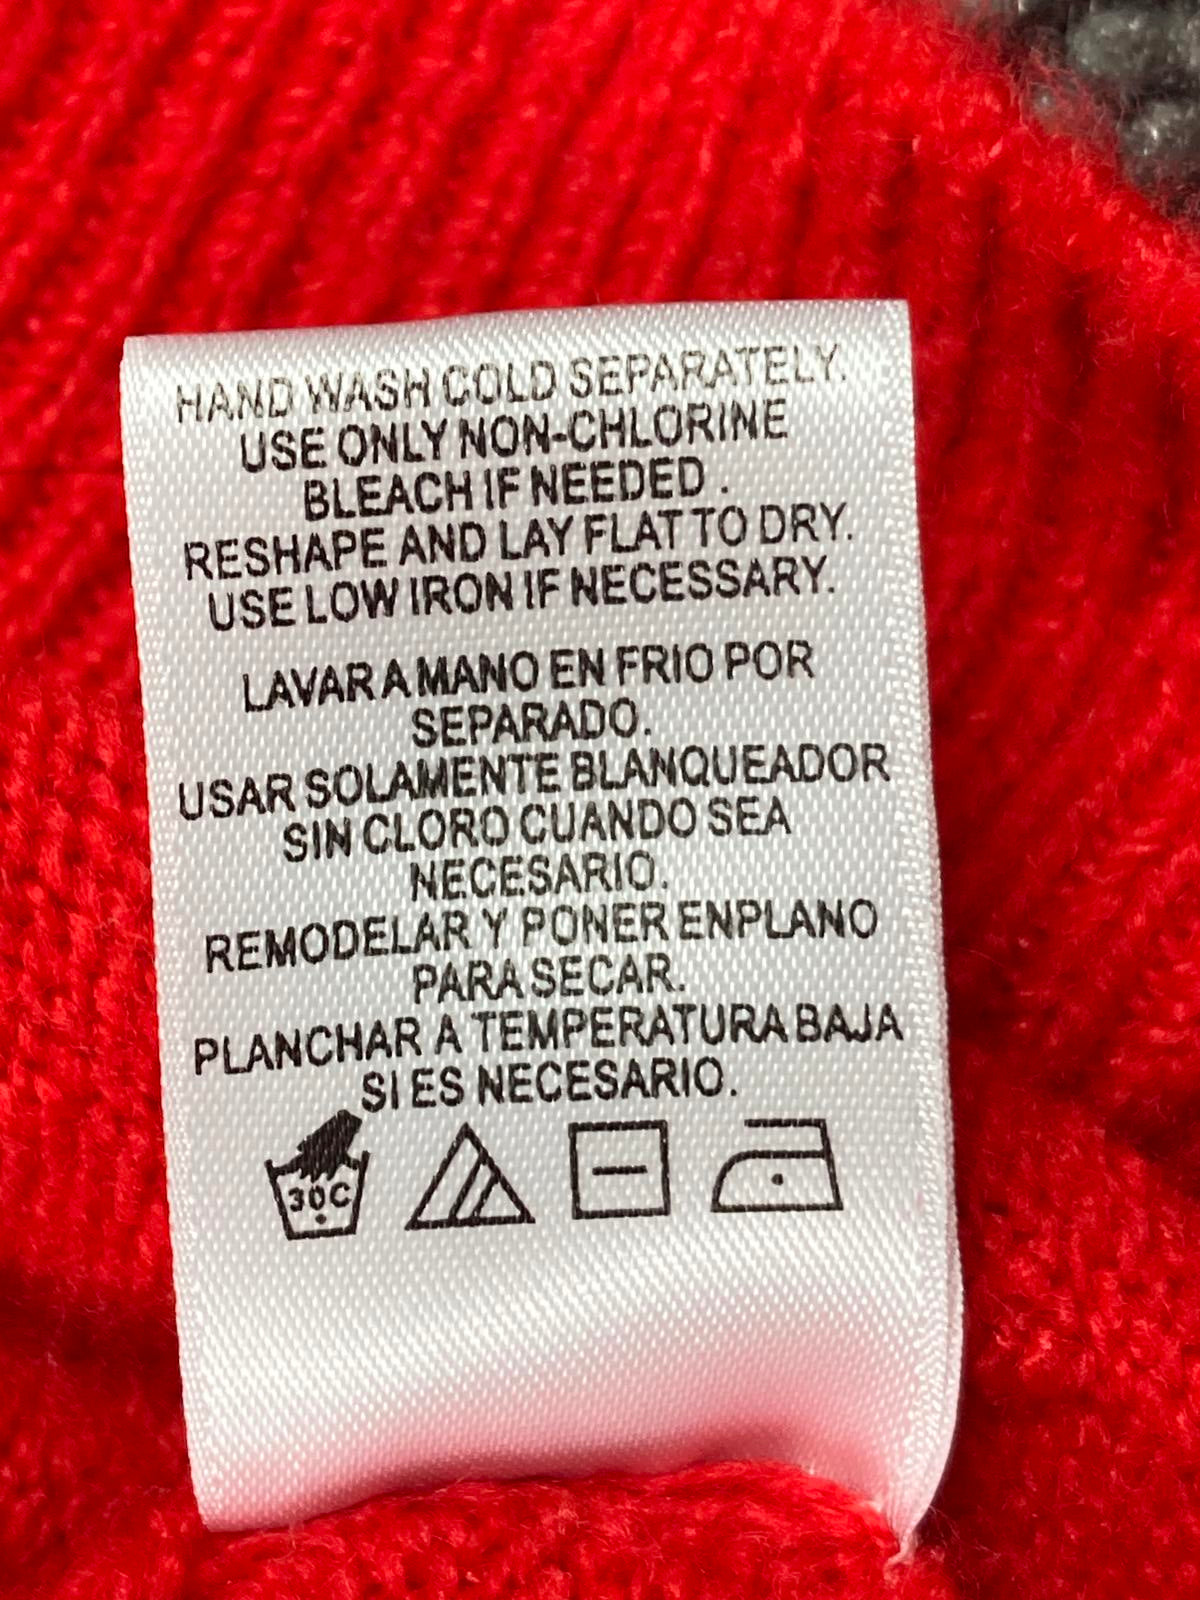 HAND WASH COLD SEPARATELY.
USE ONLY NON-CHLORINE
BLEACH IF NEEDED .
RESHAPE AND LAY FLAT TO DRY.
USE LOW IRON IF NECESSARY.
LAVAR A MANO EN FRIO POR
SEPARADO.
USAR SOLAMENTE BLANQUEADOR
SIN CLORO CUANDO SEA
NECESARIO.
REMODELAR Y PONER ENPLANO
PARA SECAR.
PLANCHAR A TEMPERATURA BAJA
SI ES NECESARIO.
30C